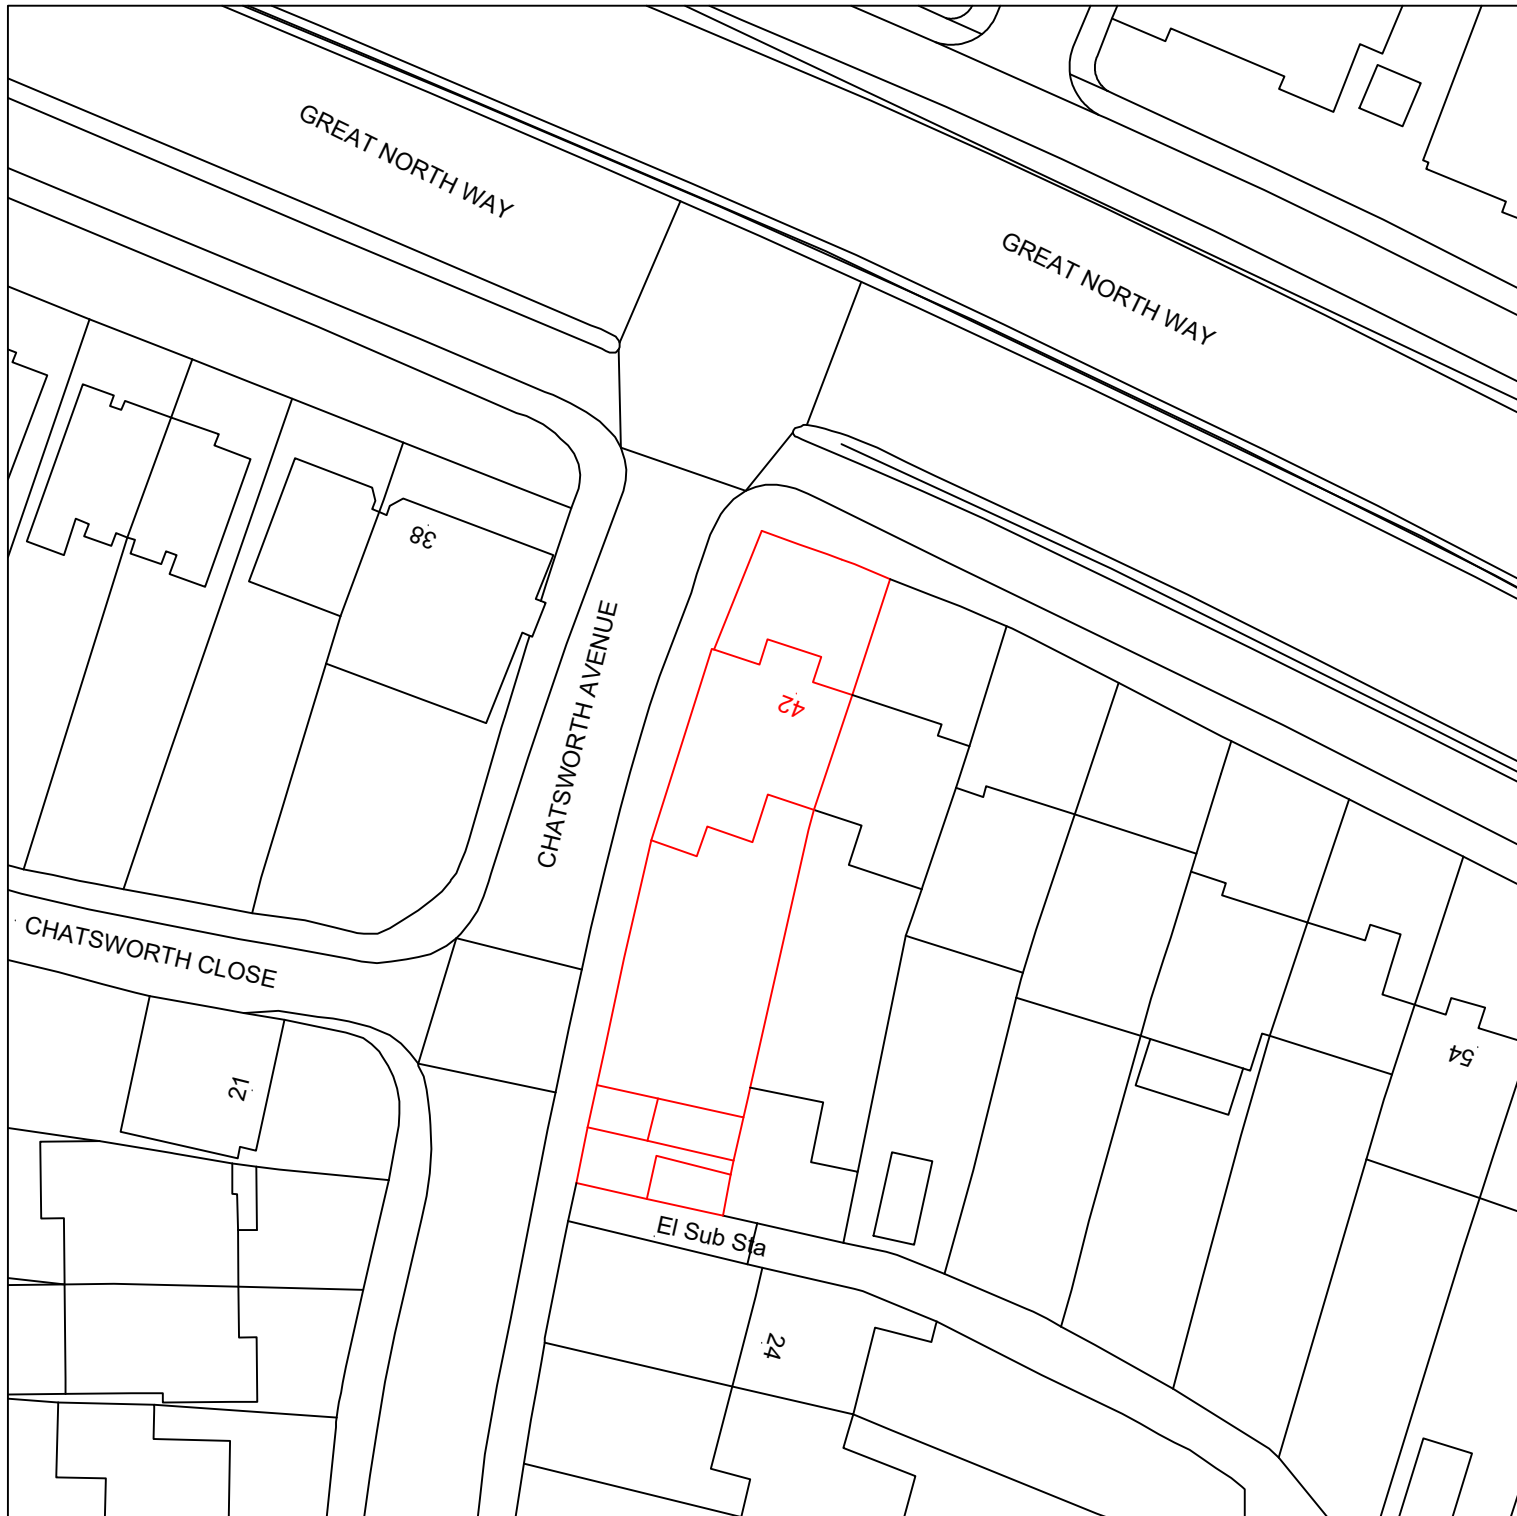 GREAT NORTH WAY
GREAT NORTH WAY
38
CHATSWORTH AVENUE
42
CHATSWORTH CLOSE
54
21
El Sub Sta
24